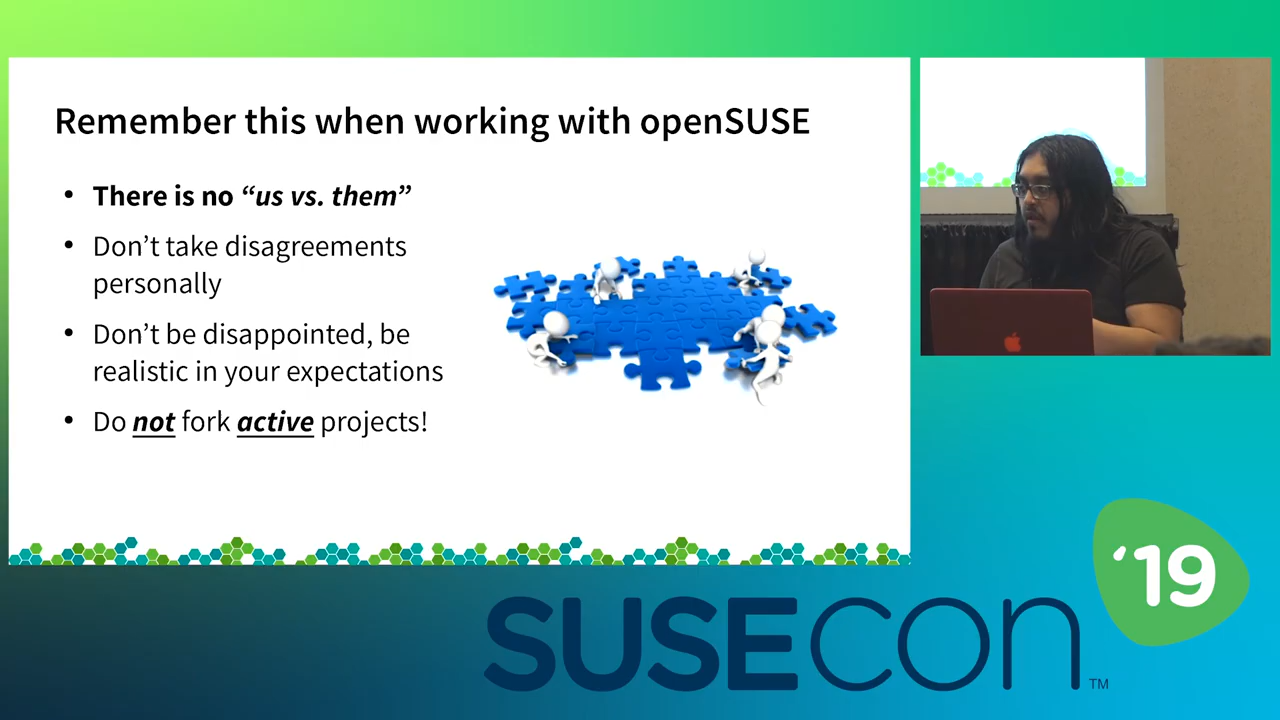 Remember this when working with openSUSE
• There is no “us vs. them”
• Don’t take disagreements
personally
• Don’t be disappointed, be
realistic in your expectations
• Do not fork active projects!
‘19
SUSECON
TM